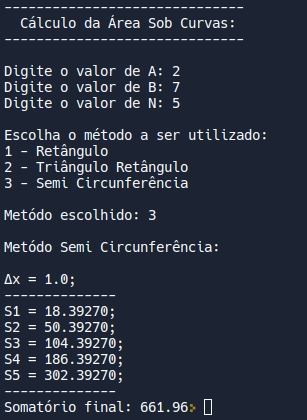 ------------------------------
Cálculo da Área Sob Curvas:
------------------------------
Digite o valor de A: 2
Digite o valor de B: 7
Digite o valor de N: 5
Escolha o método a ser utilizado:
1 - Retângulo
2 - Triângulo Retângulo
3 - Semi Circunferência
Metódo escolhido: 3
Metódo Semi Circunferência:
Δx = 1.0;
--------------
S1 = 18.39270;
S2 = 50.39270;
S3 = 104.39270;
S4 = 186.39270;
S5 = 302.39270;
--------------
Somatório final: 661.96